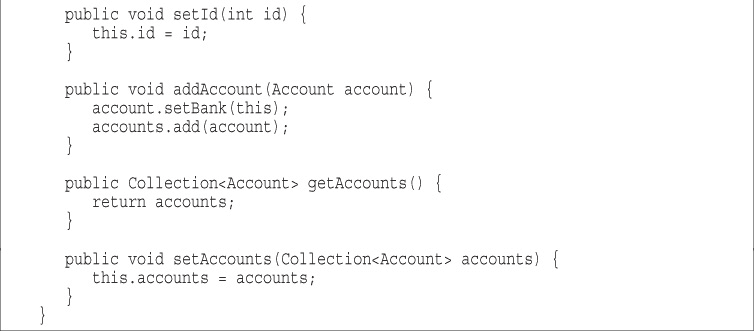 public void setId(int id) {
this.id = id;
}
public void addAccount(Account account) {
account.setBank(this);
accounts.add(account);
}
public Collection<Account> getAccounts() {
return accounts;
}
public void setAccounts(Collection<Account> accounts) {
this.accounts = accounts;
}
}